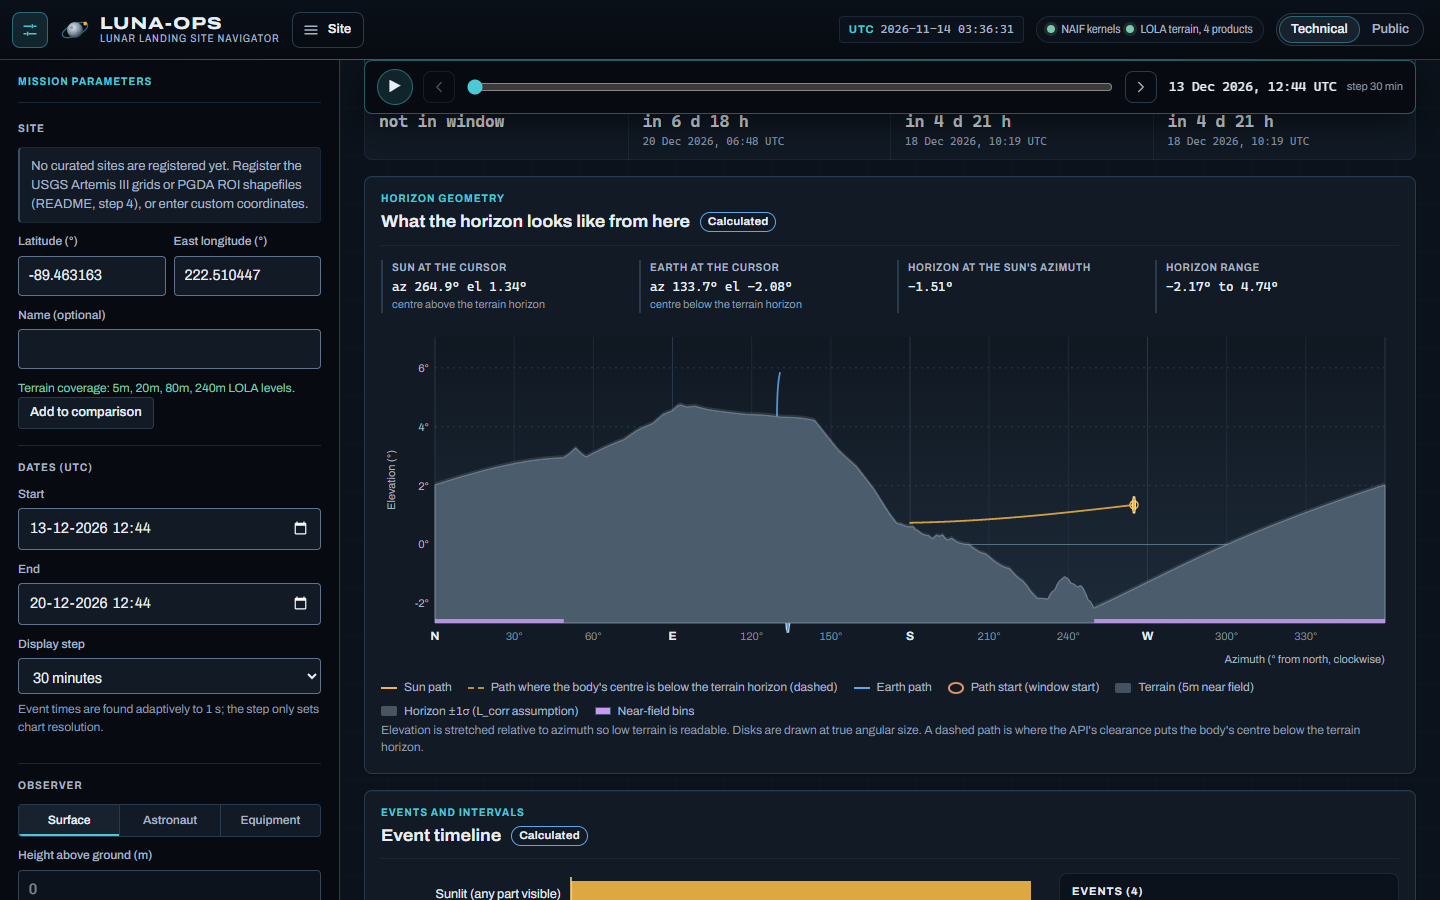 LUNA-OPS
LUNAR LANDING SITE NAVIGATOR
Site
UTC 2026-11-14 03:36:31
NAIF kernels
LOLA terrain, 4 products
Technical
Public
MISSION PARAMETERS
SITE
No curated sites are registered yet. Register the
USGS Artemis III grids or PGDA ROI shapefiles
(README, step 4), or enter custom coordinates.
Latitude (°)
East longitude (°)
-89.463163
222.510447
Name (optional)
Terrain coverage: 5m, 20m, 80m, 240m LOLA levels.
Add to comparison
DATES (UTC)
Start
13-12-2026 12:44
End
20-12-2026 12:44
Display step
30 minutes
Event times are found adaptively to 1 s; the step only sets
chart resolution.
OBSERVER
Surface
Astronaut
Equipment
Height above ground (m)
0
13 Dec 2026, 12:44 UTC
step 30 min
not in window
in 6 d 18 h
20 Dec 2026, 06:48 UTC
in 4 d 21 h
18 Dec 2026, 10:19 UTC
in 4 d 21 h
18 Dec 2026, 10:19 UTC
HORIZON GEOMETRY
What the horizon looks like from here
Calculated
SUN AT THE CURSOR
az 264.9° el 1.34°
centre above the terrain horizon
EARTH AT THE CURSOR
az 133.7° el −2.08°
centre below the terrain horizon
HORIZON AT THE SUN'S AZIMUTH
−1.51°
HORIZON RANGE
−2.17° to 4.74°
Elevation (°)
6°
4°
2°
0°
-2°
N
30°
60°
E
120°
150°
S
210°
240°
W
300°
330°
Azimuth (° from north, clockwise)
Sun path
Path where the body's centre is below the terrain horizon (dashed)
Earth path
Path start (window start)
Terrain (5m near field)
Horizon ±1σ (L_corr assumption)
Near-field bins
Elevation is stretched relative to azimuth so low terrain is readable. Disks are drawn at true angular size. A dashed path is where the API's clearance puts the body's centre below the terrain
horizon.
EVENTS AND INTERVALS
Event timeline
Calculated
Sunlit (any part visible)
EVENTS (4)